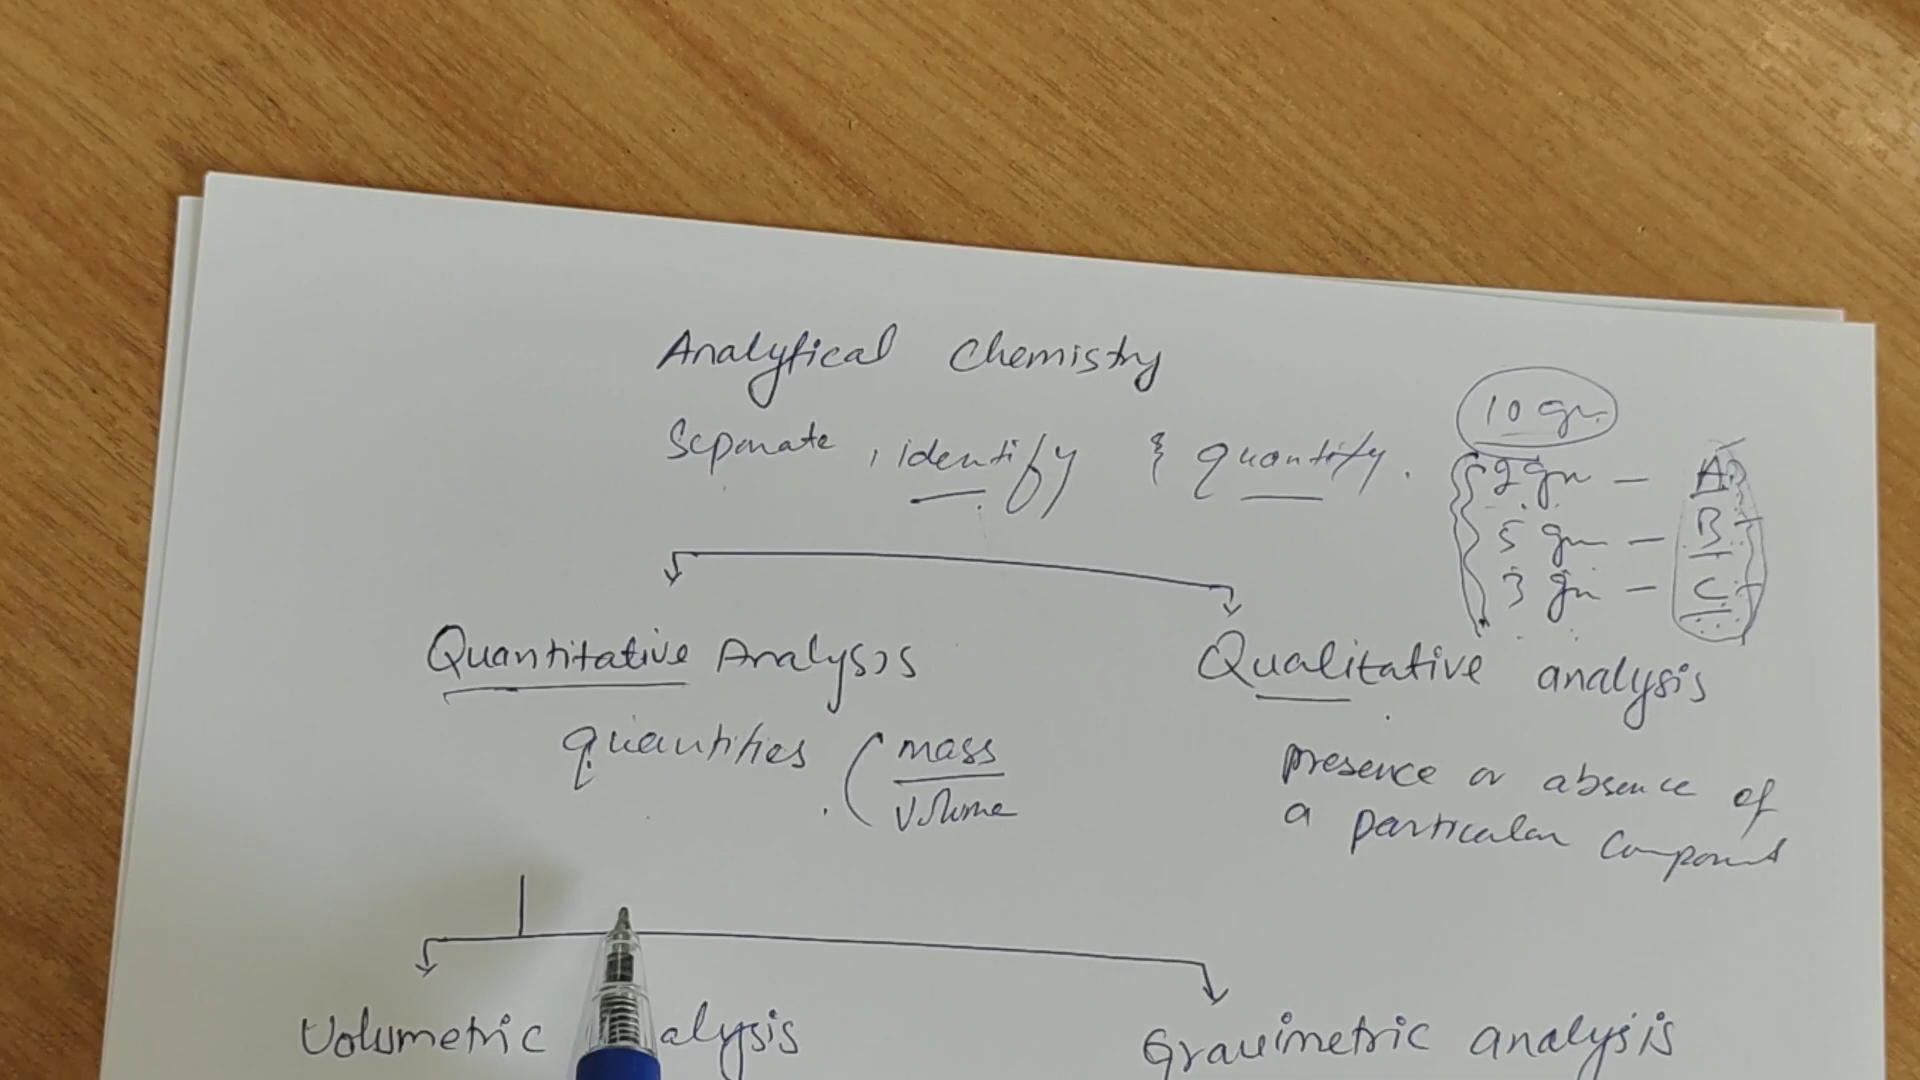 Analytical Chemistry
Separate, identify & quantify.
10 gm
2 gm - A
5 gm - B
3 gm - C
Quantitative Analysis
Qualitative analysis
quantities. (mass
volume
presence or absence of
a particular component
Volumetric alysis
Gravimetric analysis